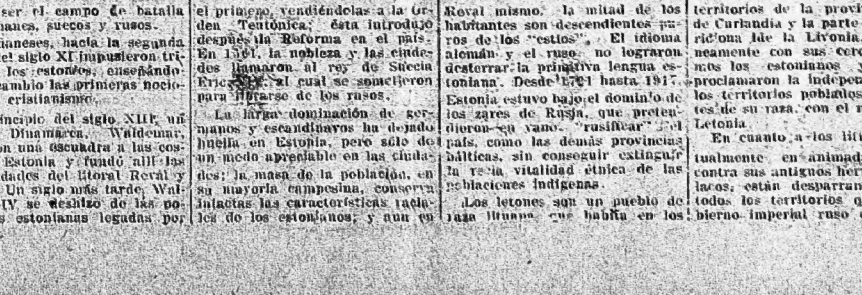 ser el campo de batalla
manes, suecos y rusos.
maneses, hacia la segunda
el siglo XI impusieron tri-
los estonios, enseñando
cambio las primeras nocio-
cristianismo.
incipio del siglo XIII, un
Dinamarca, Waldemar,
on una escuadra a las cos-
Estonia y fundó allí las
dades del litoral Reval y
Un siglo más tarde, Wal-
IV se deshizo de las po-
s estonianas legadas por
el primero, vendiéndolas a la Or-
den Teutónica; ésta introdujo
después la Reforma en el país.
En 1561, la nobleza y las ciuda-
des llamaron al rey de Suecia
Eric al cual se sometieron
para librarse de los rusos.
La larga dominación de ger-
manos y escandinavos ha dejado
huella en Estonia, pero sólo de
un modo apreciable en las ciuda-
des; la masa de la población, en
su mayoría campesina, conserva
intactas las características racia-
les de los estonianos; y aun en
Reval mismo, la mitad de los
habitantes son descendientes pu-
ros de los "estios". El idioma
alemán y el ruso no lograron
desterrar la primitiva lengua es-
toniana. Desde 1721 hasta 1917,
Estonia estuvo bajo el dominio de
los zares de Rusia, que preten-
dieron en vano "rusificar" el
país, como las demás provincias
bálticas, sin conseguir extinguir
la recia vitalidad étnica de las
poblaciones indígenas.
Los letones son un pueblo de
raza lituana que habita en los
territorios de la provi
de Curlandia y la parte
ridiona lde la Livonia
neamente con sus cer
mos los estonianos y
proclamaron la indepe
los territorios poblados
tes de su raza, con el n
Letonia.
En cuanto a los liti
tualmente en animad
contra sus antiguos her
lacos, están desparram
todos los territorios q
bierno imperial ruso